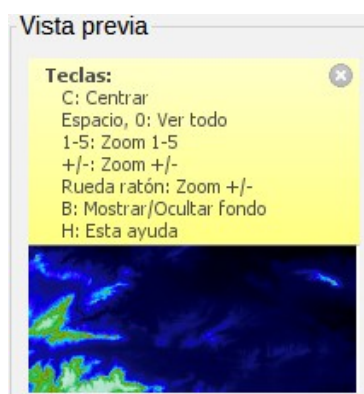 Vista previa
Teclas:
C: Centrar
Espacio, 0: Ver todo
1-5: Zoom 1-5
+/-: Zoom +/-
Rueda ratón: Zoom +/-
B: Mostrar/Ocultar fondo
H: Esta ayuda